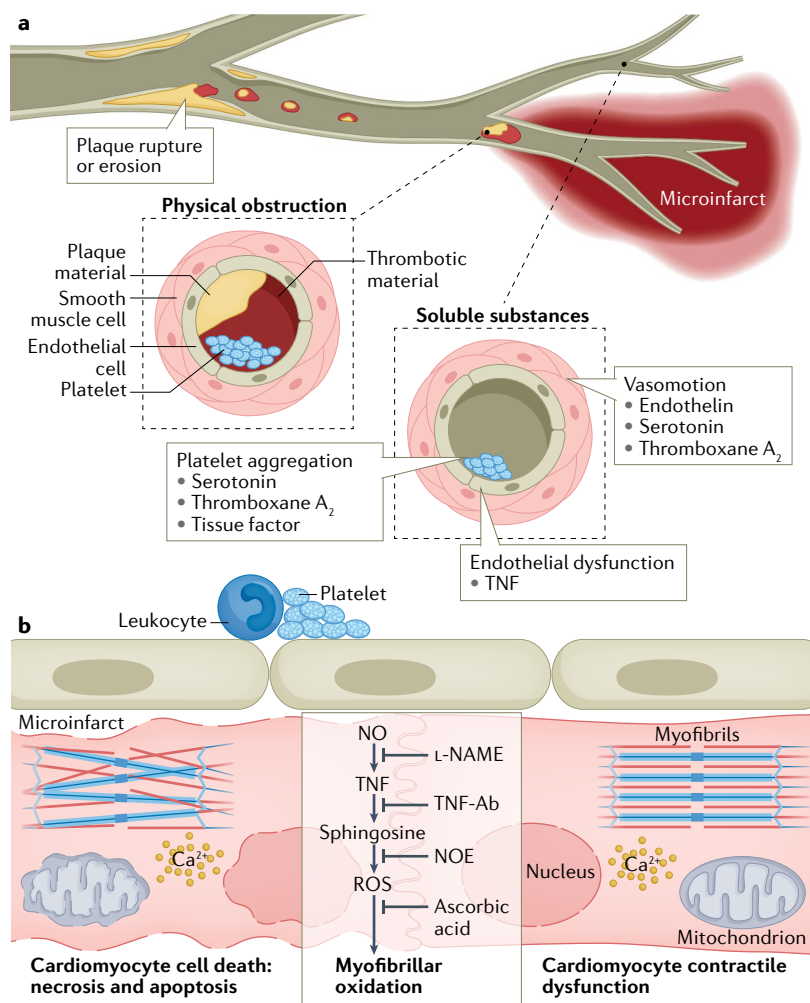 a
Plaque rupture
or erosion
Microinfarct
Physical obstruction
Plaque
material
Smooth
muscle cell
Endothelial
cell
Platelet
Thrombotic
material
Soluble substances
Vasomotion
• Endothelin
• Serotonin
• Thromboxane A₂
Platelet aggregation
• Serotonin
• Thromboxane A₂
• Tissue factor
Endothelial dysfunction
• TNF
b
Leukocyte
Platelet
Microinfarct
Ca²⁺
NO
L-NAME
TNF
TNF-Ab
Sphingosine
NOE
ROS
Ascorbic
acid
Myofibrils
Nucleus
Ca²⁺
Mitochondrion
Cardiomyocyte cell death:
necrosis and apoptosis
Myofibrillar
oxidation
Cardiomyocyte contractile
dysfunction